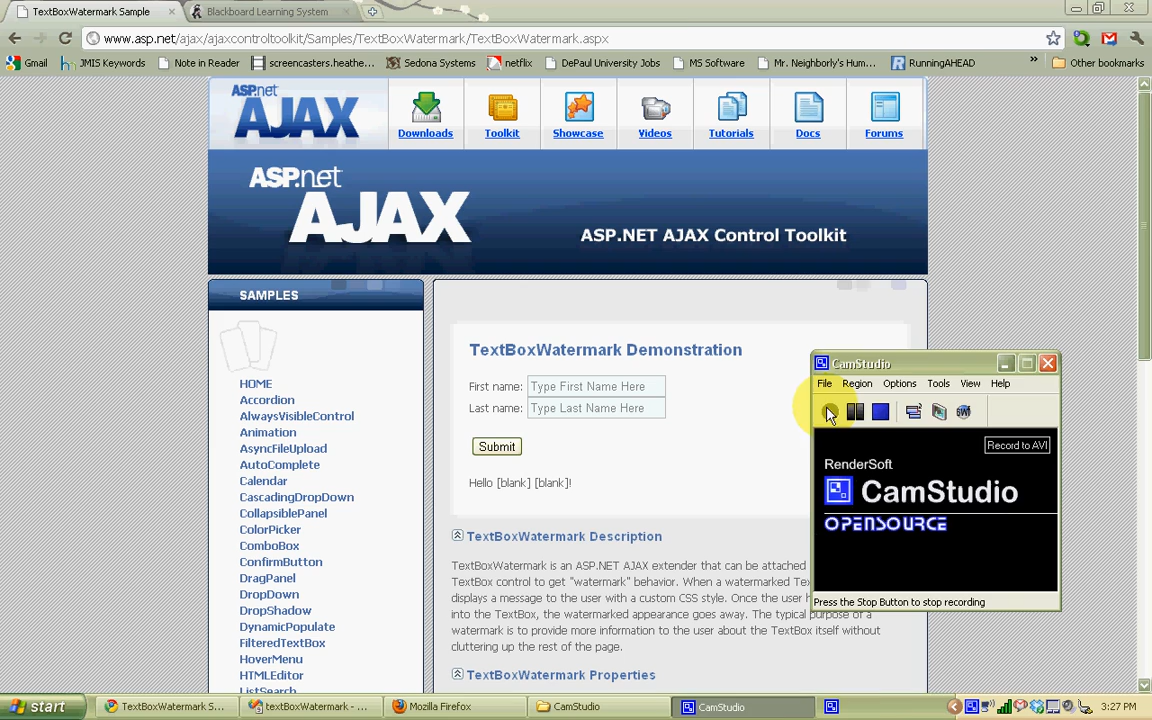 TextBoxWatermark Sample
Blackboard Learning System
www.asp.net/ajax/ajaxcontroltoolkit/Samples/TextBoxWatermark/TextBoxWatermark.aspx
Gmail
JMIS Keywords
Note in Reader
screencasters.heathe...
Sedona Systems
netflix
DePaul University Jobs
MS Software
Mr. Neighborly's Hum...
RunningAHEAD
»
Other bookmarks
ASP.net AJAX
Downloads
Toolkit
Showcase
Videos
Tutorials
Docs
Forums
ASP.net
AJAX
ASP.NET AJAX Control Toolkit
SAMPLES
HOME
Accordion
AlwaysVisibleControl
Animation
AsyncFileUpload
AutoComplete
Calendar
CascadingDropDown
CollapsiblePanel
ColorPicker
ComboBox
ConfirmButton
DragPanel
DropDown
DropShadow
DynamicPopulate
FilteredTextBox
HoverMenu
HTMLEditor
ListSearch
TextBoxWatermark Demonstration
First name: Type First Name Here
Last name: Type Last Name Here
Submit
Hello [blank] [blank]!
TextBoxWatermark Description
TextBoxWatermark is an ASP.NET AJAX extender that can be attached
TextBox control to get "watermark" behavior. When a watermarked
displays a message to the user with a custom CSS style. Once the user
into the TextBox, the watermarked appearance goes away. The typical purpose of a
watermark is to provide more information to the user about the TextBox itself without
cluttering up the rest of the page.
TextBoxWatermark Properties
CamStudio
File Region Options Tools View Help
Record to AVI
RenderSoft
CamStudio
OPENSOURCE
Press the Stop Button to stop recording
start
TextBoxWatermark S...
textBoxWatermark - ...
Mozilla Firefox
CamStudio
CamStudio
3:27 PM